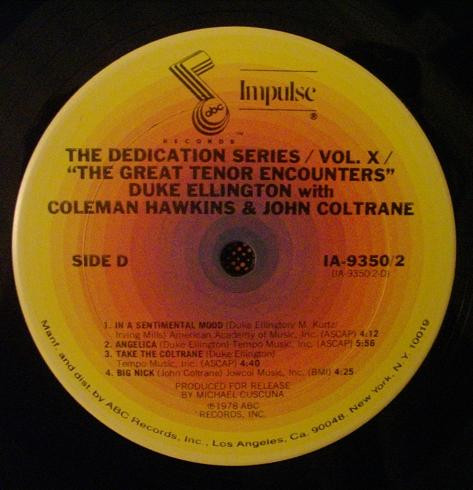 abc
Impulse
®
RECORDS ™
THE DEDICATION SERIES / VOL. X /
"THE GREAT TENOR ENCOUNTERS"
DUKE ELLINGTON with
COLEMAN HAWKINS & JOHN COLTRANE
SIDE D
IA-9350/2
(IA-9350/2-D)
1. IN A SENTIMENTAL MOOD (Duke Ellington/ M. Kurtz/
Irving Mills) American Academy of Music, Inc. (ASCAP) 4:12
2. ANGELICA (Duke Ellington) Tempo Music, Inc. (ASCAP) 5:56
3. TAKE THE COLTRANE (Duke Ellington)
Tempo Music, Inc. (ASCAP) 4:40
4. BIG NICK (John Coltrane) Jowcol Music, Inc. (BMI) 4:25
PRODUCED FOR RELEASE
BY MICHAEL CUSCUNA
℗1978 ABC
RECORDS, INC.
Manf. and dist. by ABC Records, Inc., Los Angeles, Ca. 90048, New York, N.Y. 10019